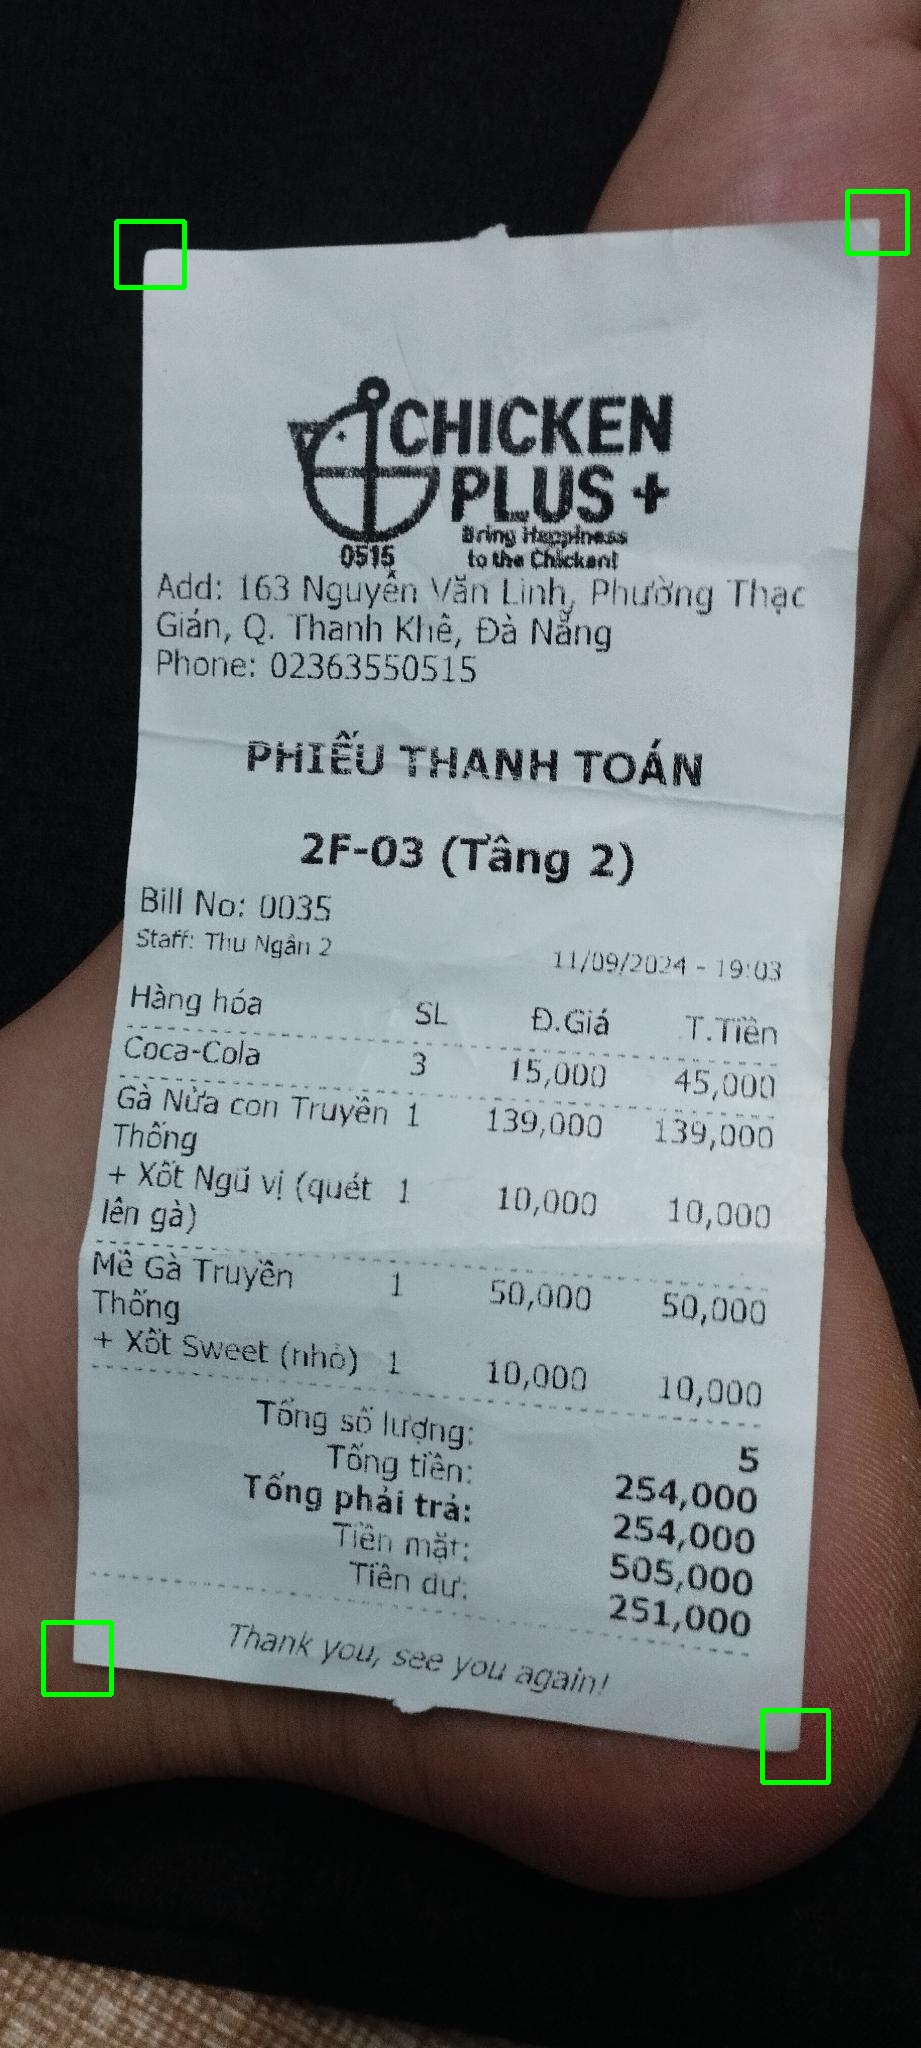 CHICKEN
PLUS +
Bring Happiness
to the Chicken!
0515
Add: 163 Nguyễn Văn Linh, Phường Thạc
Gián, Q. Thanh Khê, Đà Nẵng
Phone: 02363550515
PHIẾU THANH TOÁN
2F-03 (Tầng 2)
Bill No: 0035
Staff: Thu Ngân 2 11/09/2024 - 19:03
Hàng hóa SL Đ.Giá T.Tiền
Coca-Cola 3 15,000 45,000
Gà Nửa con Truyền 1 139,000 139,000
Thống
+ Xốt Ngũ vị (quét 1 10,000 10,000
lên gà)
Mề Gà Truyền 1 50,000 50,000
Thống
+ Xốt Sweet (nhỏ) 1 10,000 10,000
Tổng số lượng: 5
Tổng tiền: 254,000
Tổng phải trả: 254,000
Tiền mặt: 505,000
Tiền dư: 251,000
Thank you, see you again!